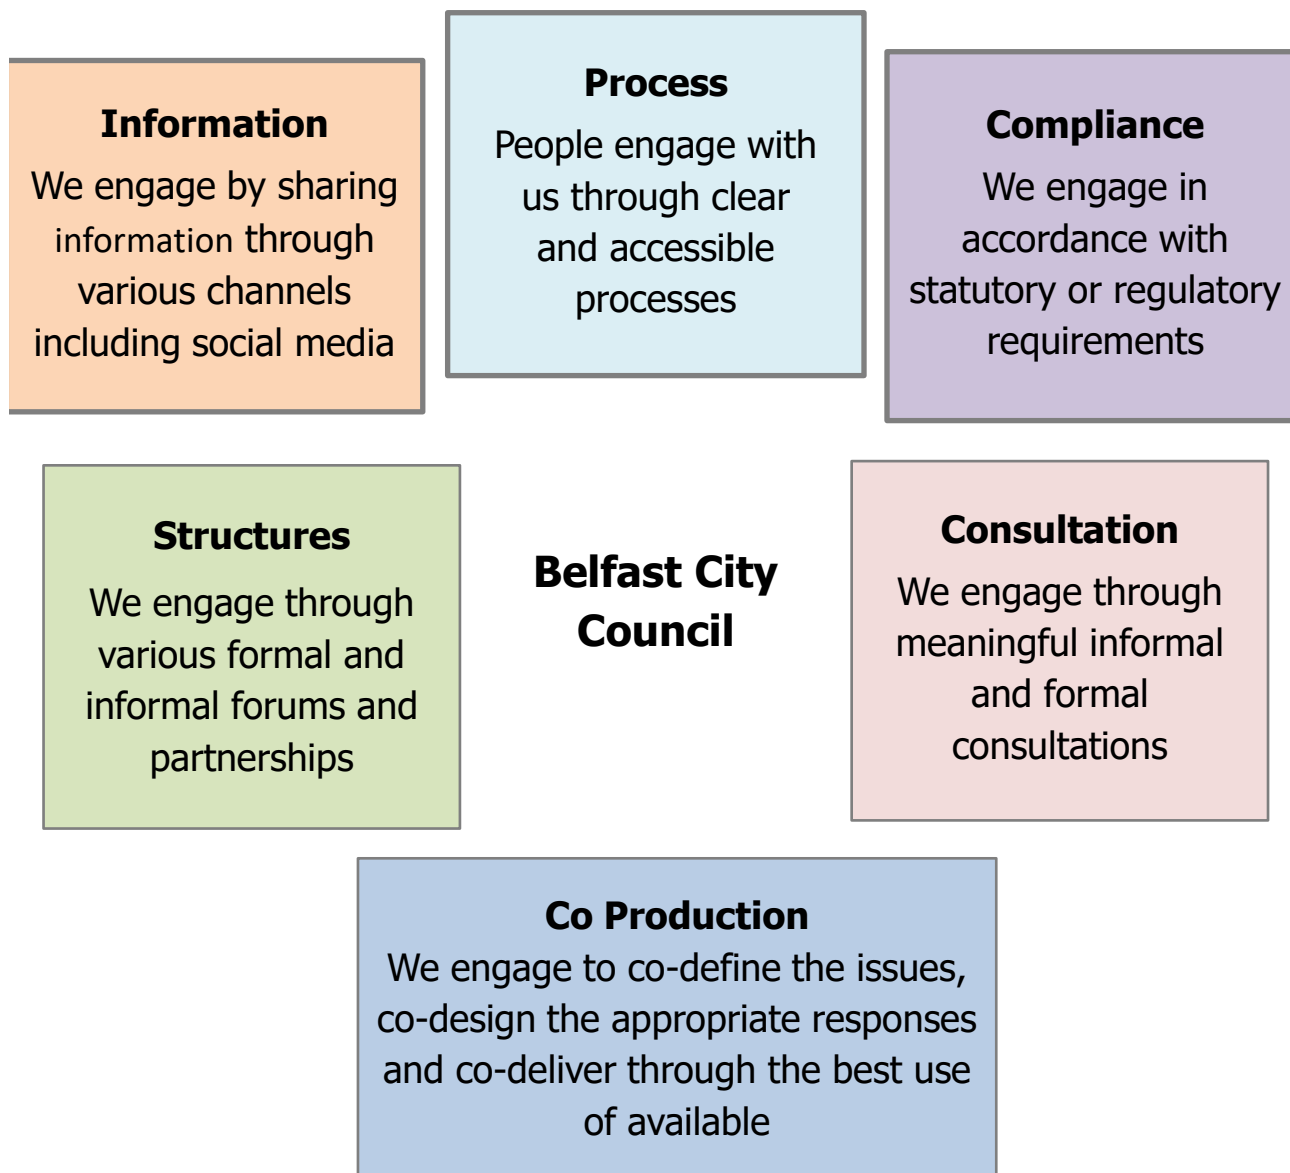 Information
We engage by sharing
information through
various channels
including social media
Process
People engage with
us through clear
and accessible
processes
Compliance
We engage in
accordance with
statutory or regulatory
requirements
Structures
We engage through
various formal and
informal forums and
partnerships
Belfast City
Council
Consultation
We engage through
meaningful informal
and formal
consultations
Co Production
We engage to co-define the issues,
co-design the appropriate responses
and co-deliver through the best use
of available